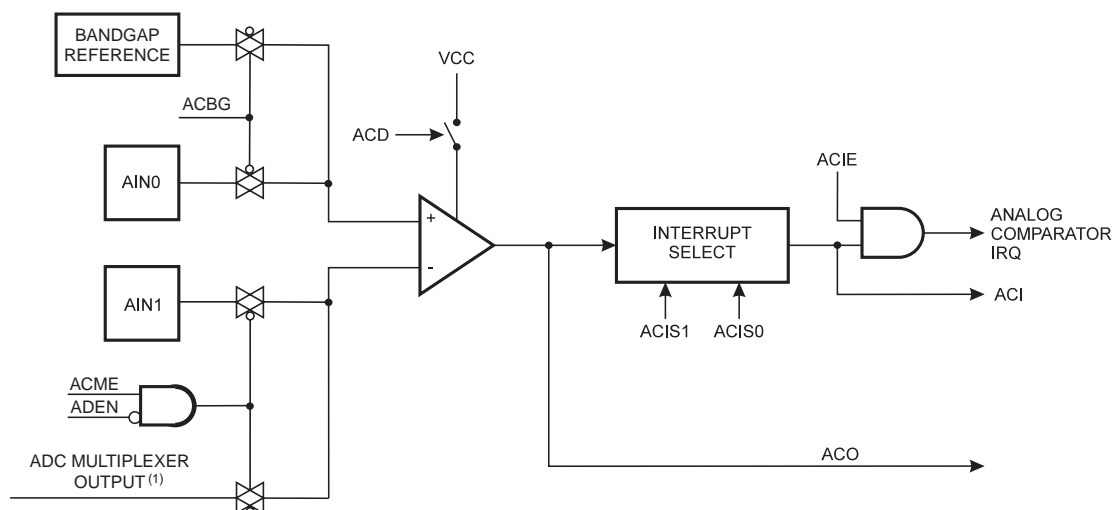 BANDGAP
REFERENCE
VCC
ACBG
ACD
AIN0
ACIE
+
-
INTERRUPT
SELECT
ANALOG
COMPARATOR
IRQ
AIN1
ACI
ACIS1 ACIS0
ACME
ADEN
ADC MULTIPLEXER
OUTPUT (1)
ACO